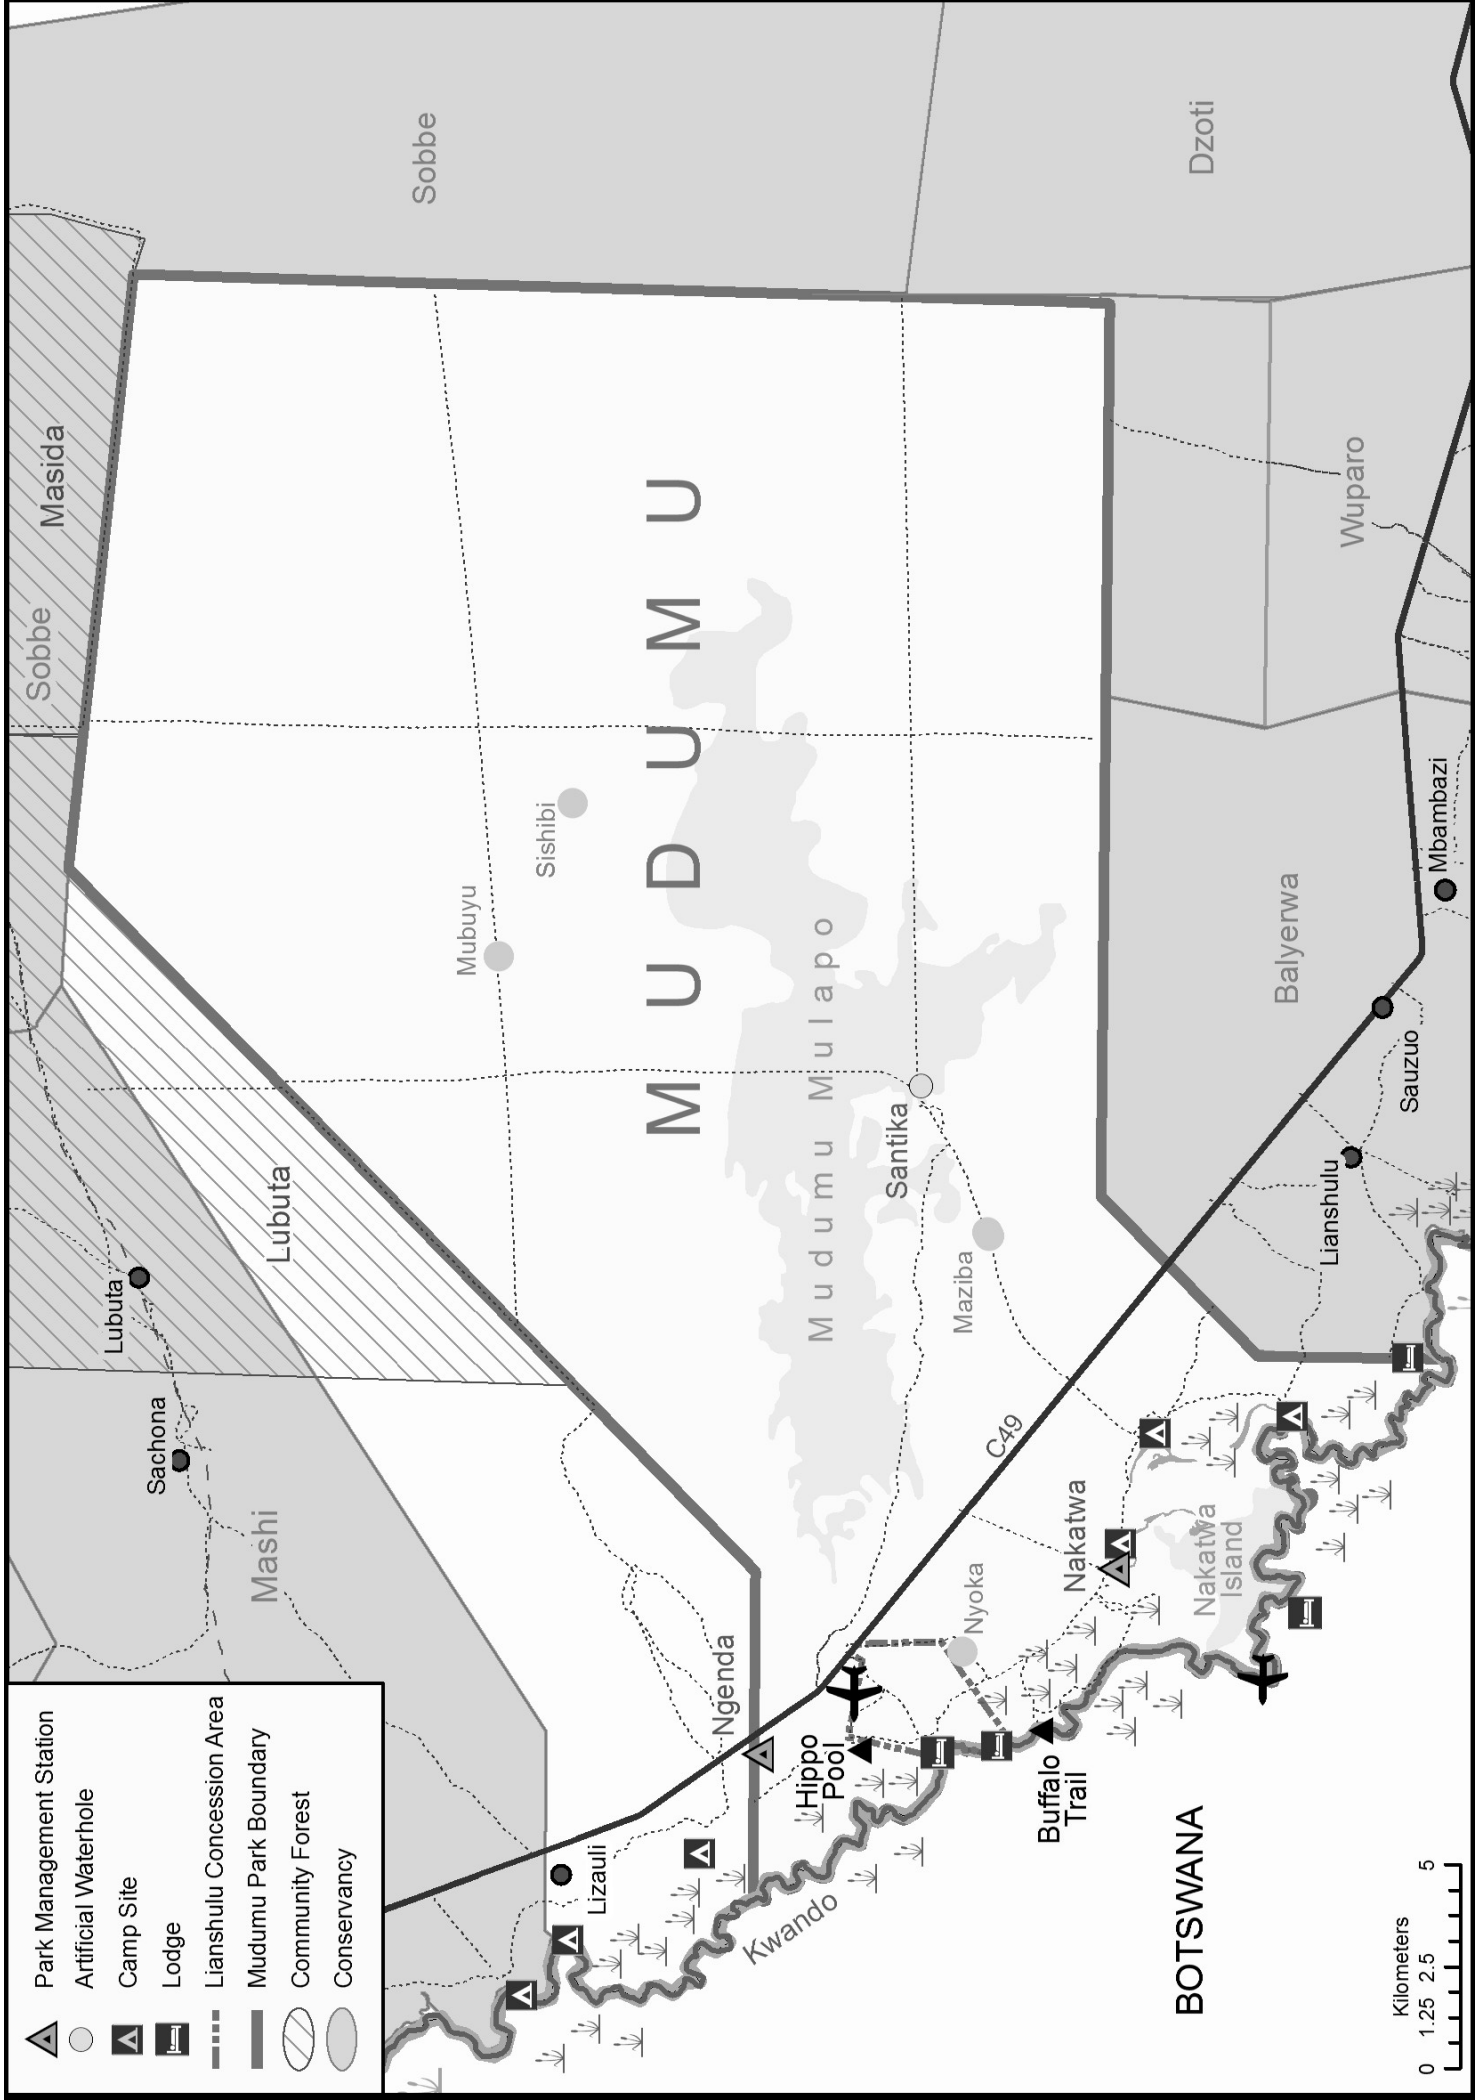 Park Management Station
Artificial Waterhole
Camp Site
Lodge
Lianshulu Concession Area
Mudumu Park Boundary
Community Forest
Conservancy
Sachona
Lubuta
Sobbe
Masida
Mashi
Lubuta
Sobbe
Lizauli
Ngenda
Mubuyu
Sishibi
MUDUMU
Kwando
Hippo
Pool
Mudumu Mulapo
Santika
Nyoka
C49
Maziba
Buffalo
Trail
Nakatwa
BOTSWANA
Nakatwa
Island
Dzoti
Balyerwa
Lianshulu
Wuparo
Sauzuo
Mbambazi
Kilometers
0 1.25 2.5 5